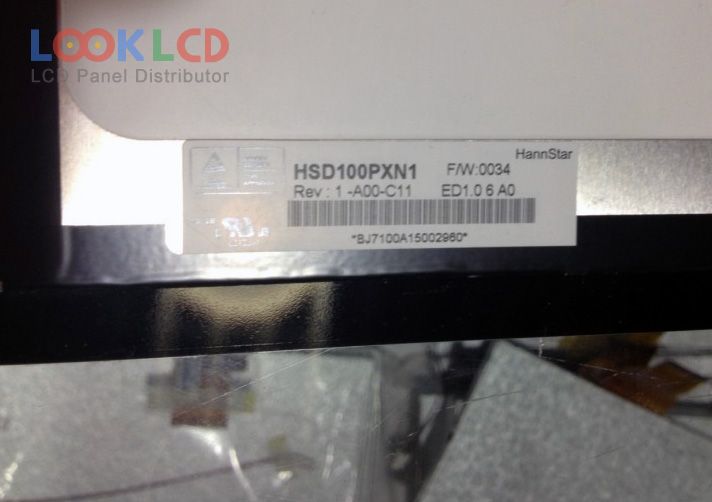 LOOK LCD
LCD Panel Distributor
HannStar
HSD100PXN1 F/W:0034
Rev : 1 -A00-C11 ED1.0 6 A0
*BJ7100A15002960*